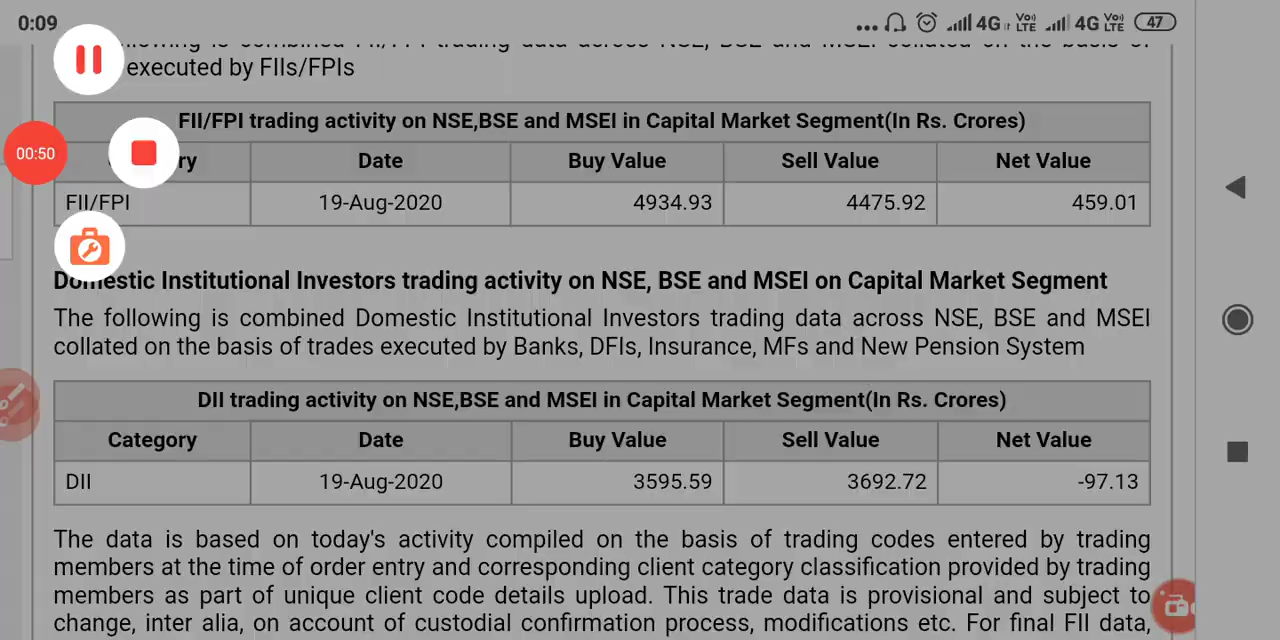 0:09 4G Vo) LTE 4G Vo) LTE 47
executed by FIIs/FPIs
FII/FPI trading activity on NSE,BSE and MSEI in Capital Market Segment(In Rs. Crores)
00:50
ry Date Buy Value Sell Value Net Value
FII/FPI 19-Aug-2020 4934.93 4475.92 459.01
Domestic Institutional Investors trading activity on NSE, BSE and MSEI on Capital Market Segment
The following is combined Domestic Institutional Investors trading data across NSE, BSE and MSEI
collated on the basis of trades executed by Banks, DFIs, Insurance, MFs and New Pension System
DII trading activity on NSE,BSE and MSEI in Capital Market Segment(In Rs. Crores)
Category Date Buy Value Sell Value Net Value
DII 19-Aug-2020 3595.59 3692.72 -97.13
The data is based on today's activity compiled on the basis of trading codes entered by trading
members at the time of order entry and corresponding client category classification provided by trading
members as part of unique client code details upload. This trade data is provisional and subject to
change, inter alia, on account of custodial confirmation process, modifications etc. For final FII data,